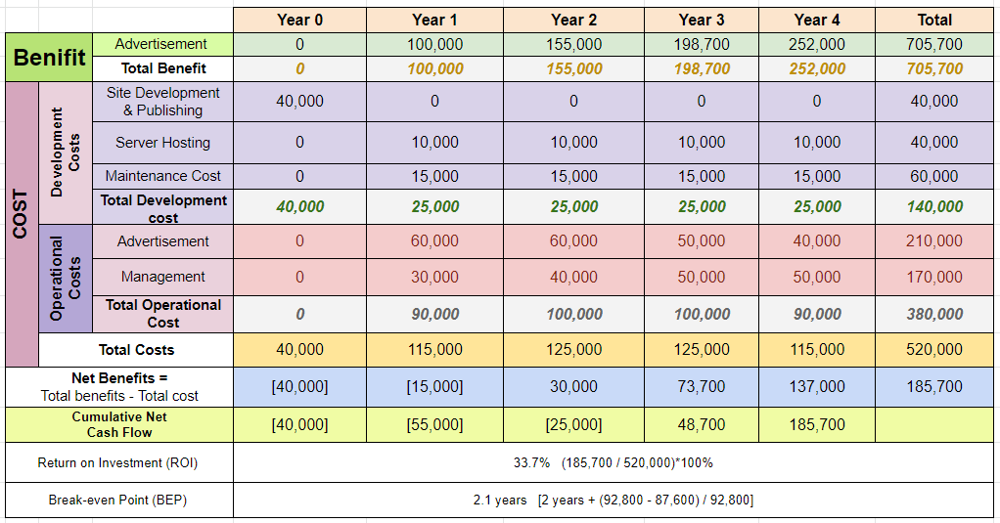 Year 0 Year 1 Year 2 Year 3 Year 4 Total
Benifit
Advertisement 0 100,000 155,000 198,700 252,000 705,700
Total Benefit 0 100,000 155,000 198,700 252,000 705,700
COST
Development
Costs
Site Development
& Publishing
40,000 0 0 0 0 40,000
Server Hosting 0 10,000 10,000 10,000 10,000 40,000
Maintenance Cost 0 15,000 15,000 15,000 15,000 60,000
Total Development
cost
40,000 25,000 25,000 25,000 25,000 140,000
Operational
Costs
Advertisement 0 60,000 60,000 50,000 40,000 210,000
Management 0 30,000 40,000 50,000 50,000 170,000
Total Operational
Cost
0 90,000 100,000 100,000 90,000 380,000
Total Costs 40,000 115,000 125,000 125,000 115,000 520,000
Net Benefits =
Total benefits - Total cost
[40,000] [15,000] 30,000 73,700 137,000 185,700
Cumulative Net
Cash Flow
[40,000] [55,000] [25,000] 48,700 185,700
Return on Investment (ROI) 33.7% (185,700 / 520,000)*100%
Break-even Point (BEP) 2.1 years [2 years + (92,800 - 87,600) / 92,800]